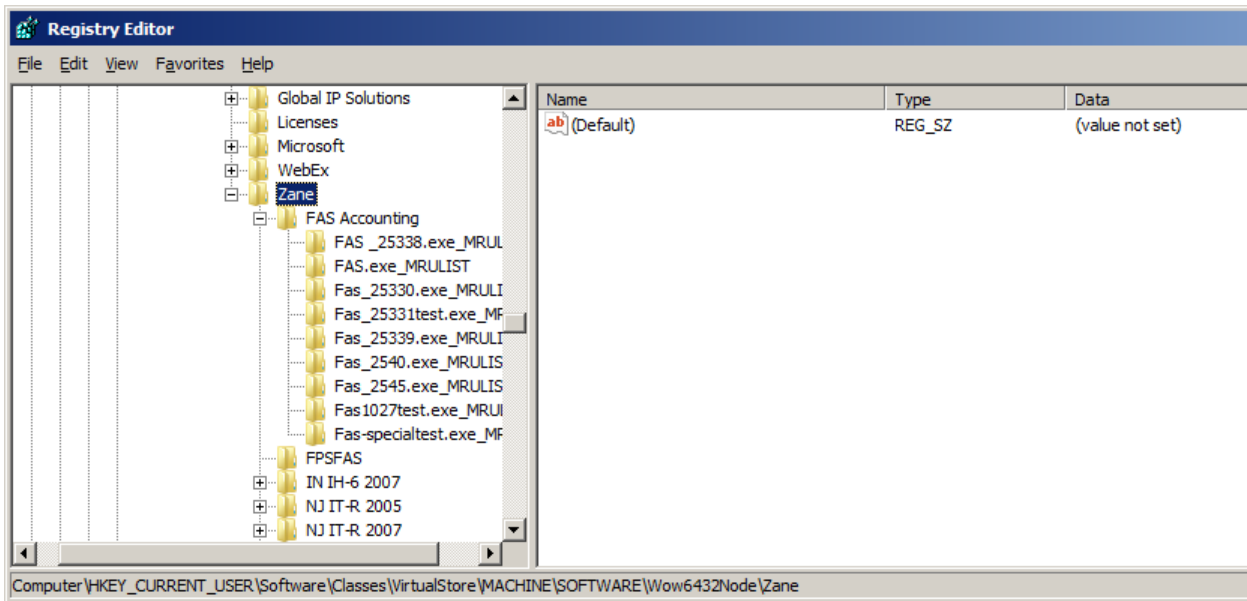 Registry Editor
File Edit View Favorites Help
Global IP Solutions
Licenses
Microsoft
WebEx
Zane
FAS Accounting
FAS _25338.exe_MRUL
FAS.exe_MRULIST
Fas_25330.exe_MRULI
Fas_25331test.exe_MR
Fas_25339.exe_MRULI
Fas_2540.exe_MRULIS
Fas_2545.exe_MRULIS
Fas1027test.exe_MRUI
Fas-specialtest.exe_MR
FPSFAS
IN IH-6 2007
NJ IT-R 2005
NJ IT-R 2007
Name Type Data
ab (Default) REG_SZ (value not set)
Computer\HKEY_CURRENT_USER\Software\Classes\VirtualStore\MACHINE\SOFTWARE\Wow6432Node\Zane